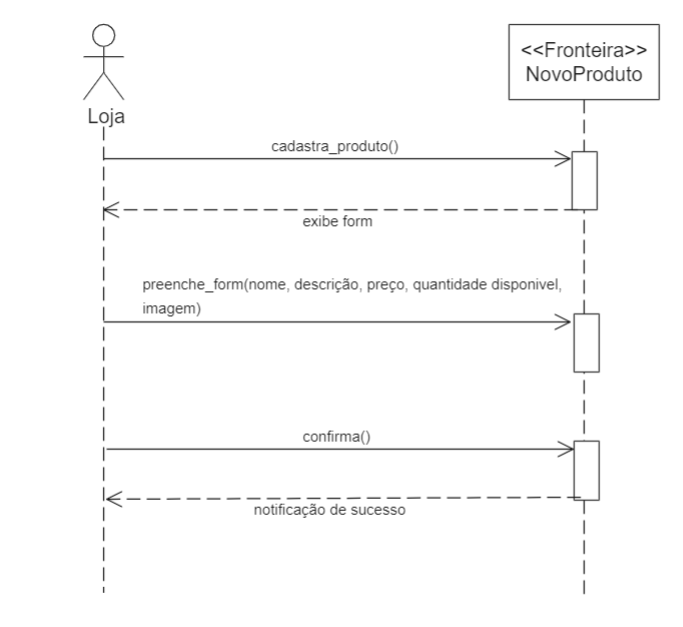 <<Fronteira>>
NovoProduto
Loja
cadastra_produto()
exibe form
preenche_form(nome, descrição, preço, quantidade disponivel,
imagem)
confirma()
notificação de sucesso